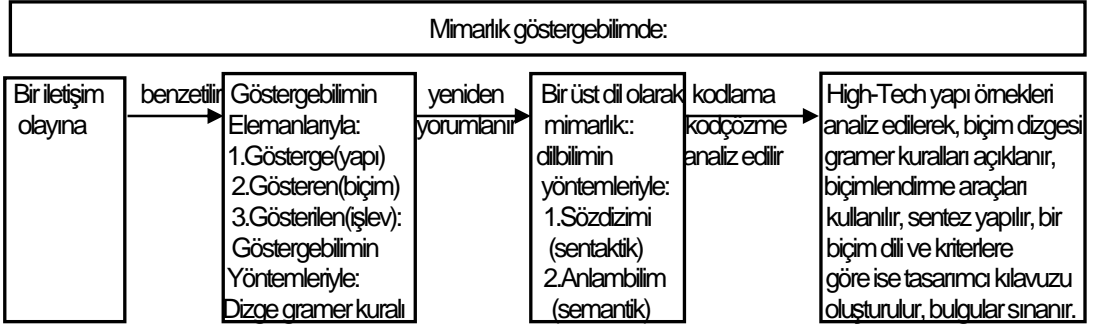 Mimarlık göstergebilimde:
Bir iletişim
olayına
benzetilir
Göstergebilimin
Elemanlarıyla:
1.Gösterge(yapı)
2.Gösteren(biçim)
3.Gösterilen(işlev):
Göstergebilimin
Yöntemleriyle:
Dizge gramer kuralı
yeniden
yorumlanır
Bir üst dil olarak
mimarlık::
dilbilimin
yöntemleriyle:
1.Sözdizimi
(sentaktik)
2.Anlambilim
(semantik)
kodlama
kodçözme
analiz edilir
High-Tech yapı örnekleri
analiz edilerek, biçim dizgesi
gramer kuralları açıklanır,
biçimlendirme araçları
kullanılır, sentez yapılır, bir
biçim dili ve kriterlere
göre ise tasarımcı kılavuzu
oluşturulur, bulgular sınanır.